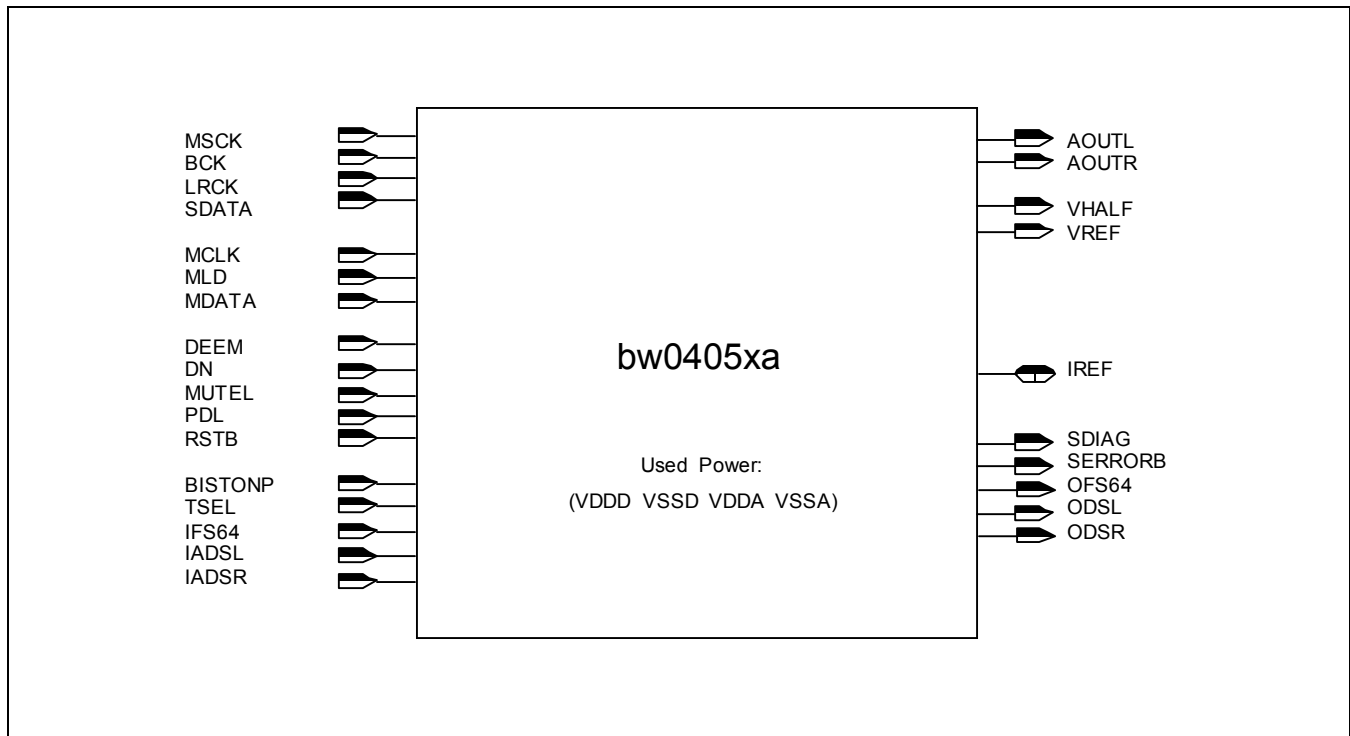 MSCK
BCK
LRCK
SDATA
MCLK
MLD
MDATA
DEEM
DN
MUTEL
PDL
RSTB
BISTONP
TSEL
IFS64
IADSL
IADSR
bw0405xa
Used Power:
(VDDD VSSD VDDA VSSA)
AOUTL
AOUTR
VHALF
VREF
IREF
SDIAG
SERRORB
OFS64
ODSL
ODSR